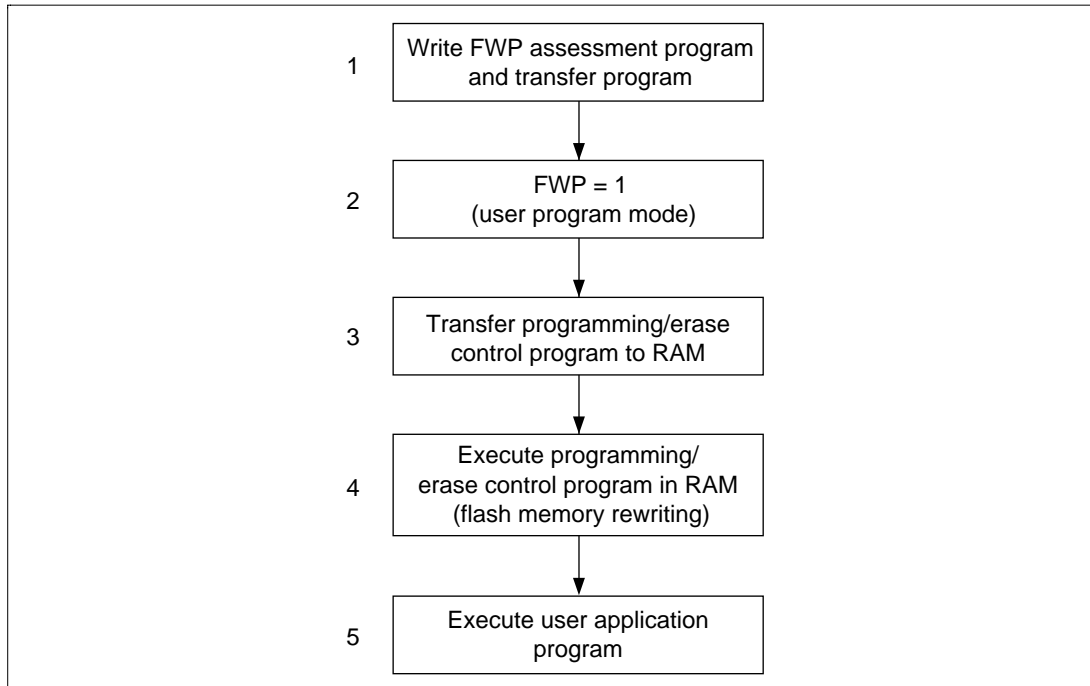 1
Write FWP assessment program
and transfer program
2
FWP = 1
(user program mode)
3
Transfer programming/erase
control program to RAM
4
Execute programming/
erase control program in RAM
(flash memory rewriting)
5
Execute user application
program